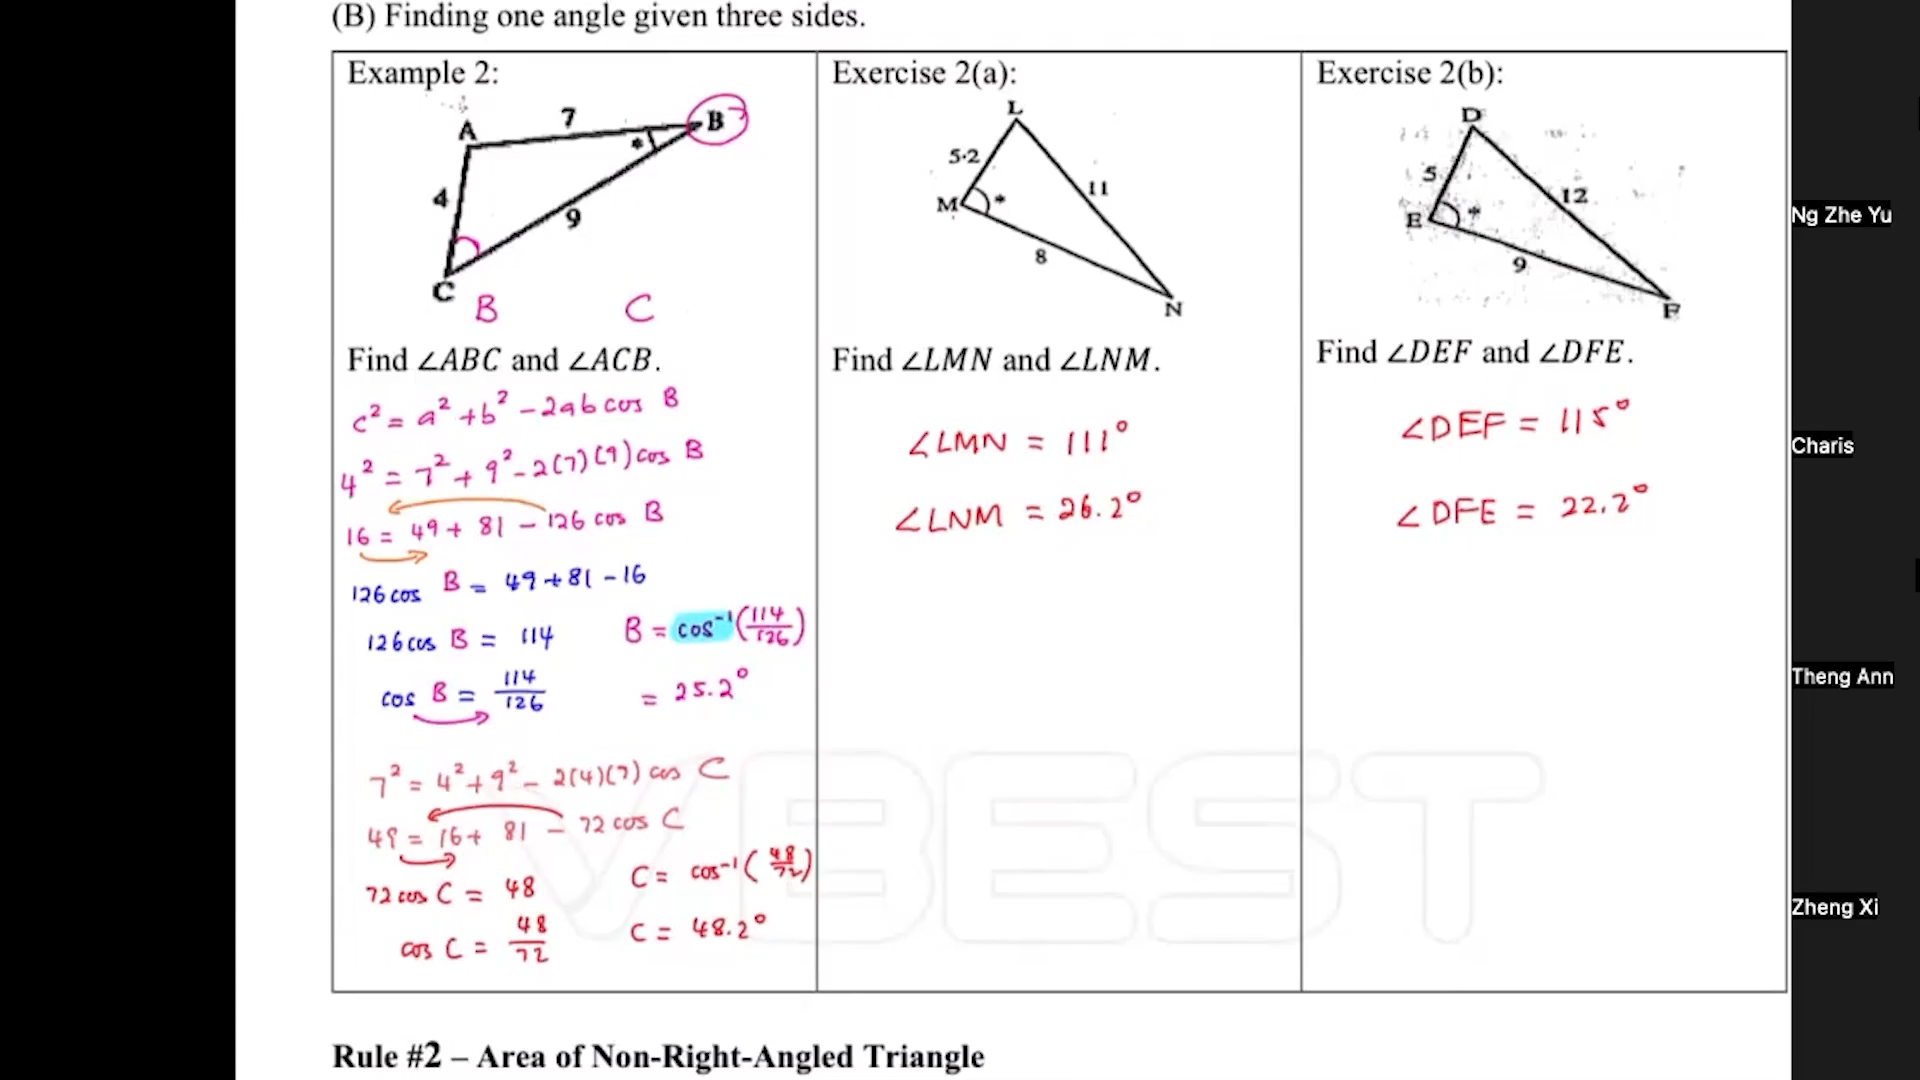 (B) Finding one angle given three sides.
Example 2:
A
7
B
*
4
9
C
B C
Find ∠ABC and ∠ACB.
c² = a² + b² - 2ab cos B
4² = 7² + 9² - 2(7)(9) cos B
16 = 49 + 81 - 126 cos B
126 cos B = 49 + 81 - 16
126 cos B = 114
cos B = 114/126
B = cos⁻¹(114/126)
= 25.2°
7² = 4² + 9² - 2(4)(7) cos C
49 = 16 + 81 - 72 cos C
72 cos C = 48
cos C = 48/72
C = cos⁻¹(48/72)
C = 48.2°
Exercise 2(a):
L
5·2
11
M
*
8
N
Find ∠LMN and ∠LNM.
∠LMN = 111°
∠LNM = 26.2°
Exercise 2(b):
D
5
12
E
*
9
F
Find ∠DEF and ∠DFE.
∠DEF = 115°
∠DFE = 22.2°
VBEST
Rule #2 – Area of Non-Right-Angled Triangle
Ng Zhe Yu
Charis
Theng Ann
Zheng Xi